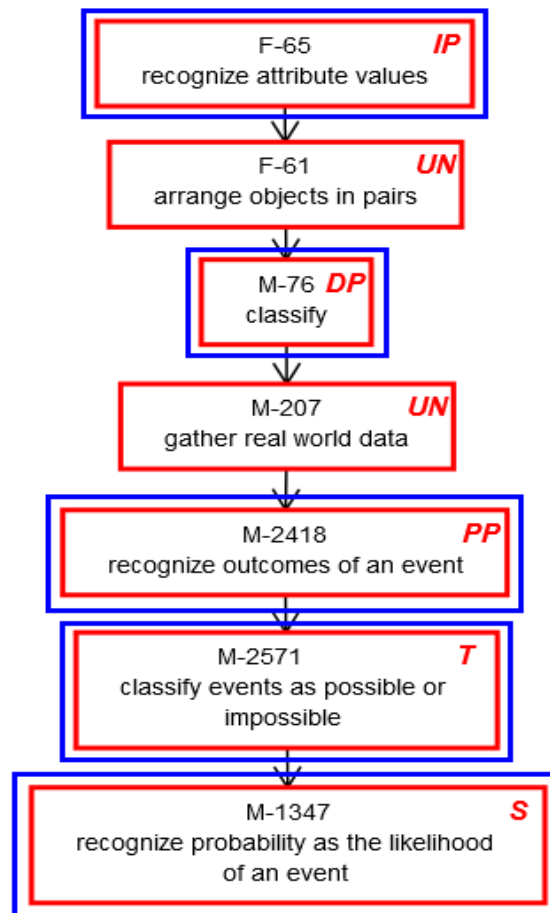 F-65 IP
recognize attribute values
F-61 UN
arrange objects in pairs
M-76 DP
classify
M-207 UN
gather real world data
M-2418 PP
recognize outcomes of an event
M-2571 T
classify events as possible or
impossible
M-1347 S
recognize probability as the likelihood
of an event